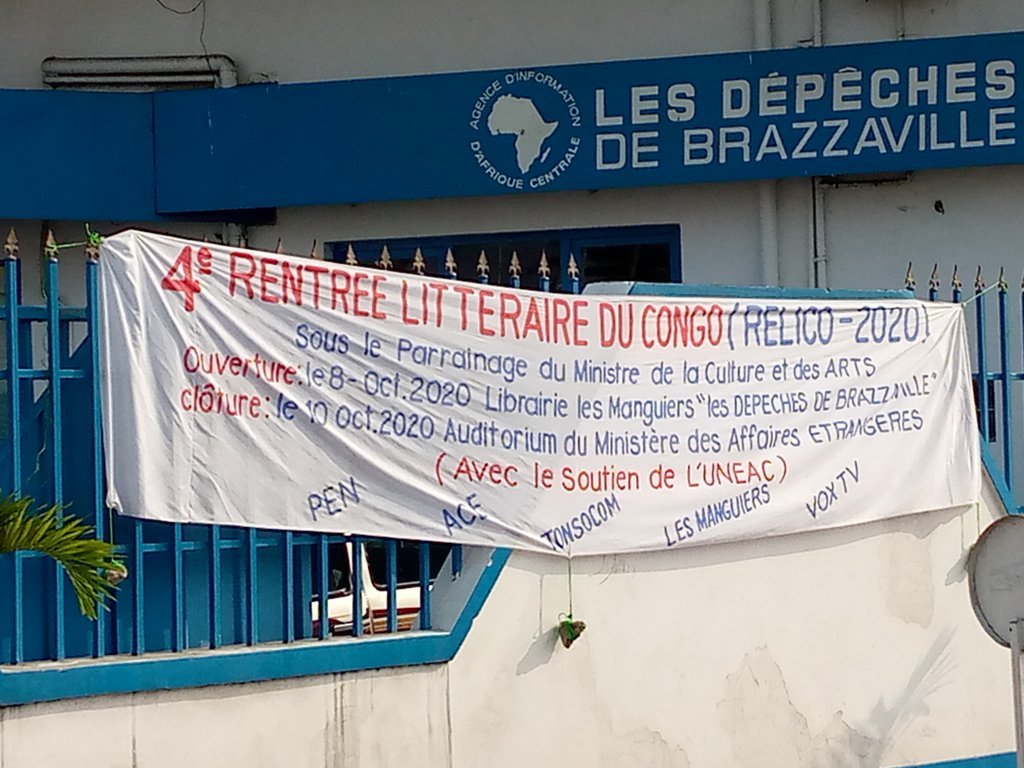 AGENCE D'INFORMATION
D'AFRIQUE CENTRALE
LES DÉPÊCHES
DE BRAZZAVILLE
4e RENTREE LITTERAIRE DU CONGO (RELICO-2020)
Sous le Parrainage du Ministre de la Culture et des ARTS
Ouverture: le 8-Oct.2020 Librairie les Manguiers "les DEPECHES DE BRAZZAVILLE"
clôture: le 10 Oct.2020 Auditorium du Ministère des Affaires ETRANGERES
(Avec le Soutien de L'UNEAC)
PEN ACE TONSOCOM LES MANGUIERS VOX TV